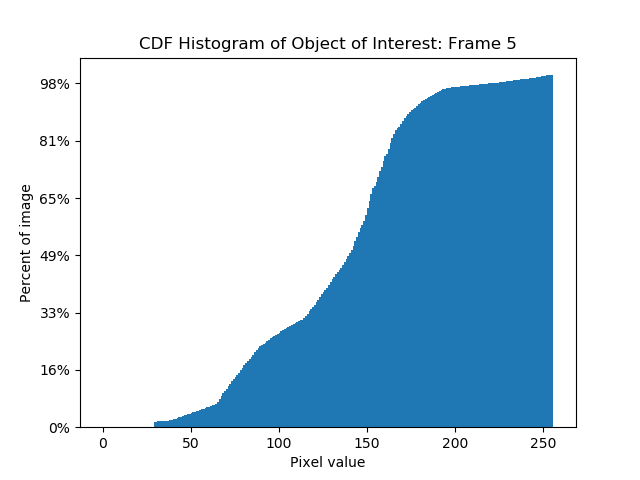 CDF Histogram of Object of Interest: Frame 5
98%
81%
65%
49%
33%
16%
0%
Percent of image
0 50 100 150 200 250
Pixel value